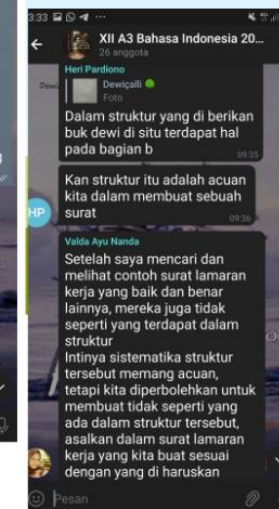 3:33
XII A3 Bahasa Indonesia 20...
26 anggota
Heri Pardiono
Dewiçalli
Foto
Dalam struktur yang di berikan
buk dewi di situ terdapat hal
pada bagian b
09:35
Kan struktur itu adalah acuan
kita dalam membuat sebuah
surat
09:36
HP
Valda Ayu Nanda
Setelah saya mencari dan
melihat contoh surat lamaran
kerja yang baik dan benar
lainnya, mereka juga tidak
seperti yang terdapat dalam
struktur
Intinya sistematika struktur
tersebut memang acuan,
tetapi kita diperbolehkan untuk
membuat tidak seperti yang
ada dalam struktur tersebut,
asalkan dalam surat lamaran
kerja yang kita buat sesuai
dengan yang di haruskan
Pesan